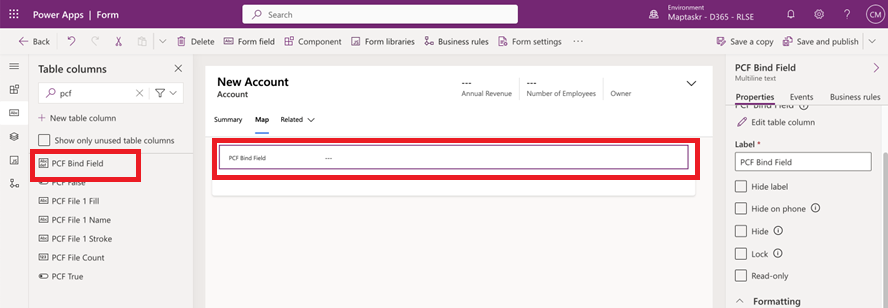 Power Apps | Form
Search
Environment
Maptaskr - D365 - RLSE
CM
Back
Undo
Cut
Delete
Form field
Component
Form libraries
Business rules
Form settings
Save a copy
Save and publish
Table columns
pcf
New table column
Show only unused table columns
PCF Bind Field
PCF False
PCF File 1 Fill
PCF File 1 Name
PCF File 1 Stroke
PCF File Count
PCF True
New Account
Account
---
Annual Revenue
---
Number of Employees
Owner
Summary
Map
Related
PCF Bind Field
---
PCF Bind Field
Multiline text
Properties
Events
Business rules
PCF Bind Field
Edit table column
Label *
PCF Bind Field
Hide label
Hide on phone
Hide
Lock
Read-only
Formatting